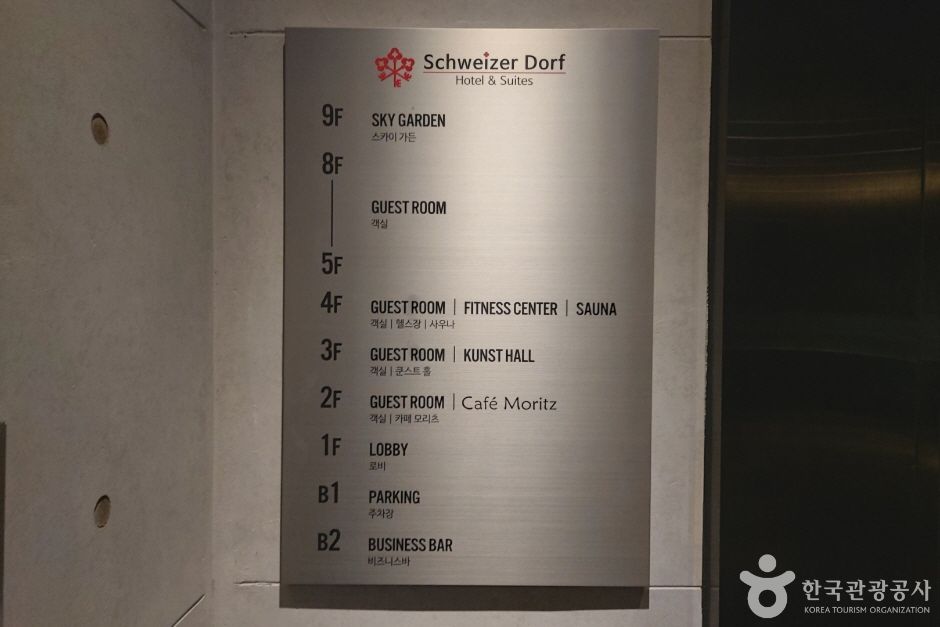 Schweizer Dorf
Hotel & Suites
9F SKY GARDEN
스카이 가든
8F
GUEST ROOM
객실
5F
4F GUEST ROOM | FITNESS CENTER | SAUNA
객실 | 헬스장 | 사우나
3F GUEST ROOM | KUNST HALL
객실 | 쿤스트 홀
2F GUEST ROOM | Café Moritz
객실 | 카페 모리츠
1F LOBBY
로비
B1 PARKING
주차장
B2 BUSINESS BAR
비즈니스바
한국관광공사
KOREA TOURISM ORGANIZATION